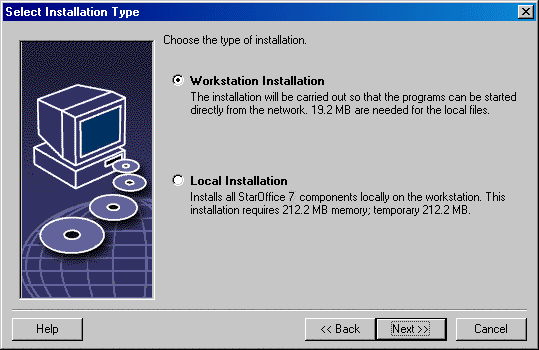 Select Installation Type
Choose the type of installation.
Workstation Installation
The installation will be carried out so that the programs can be started
directly from the network. 19.2 MB are needed for the local files.
Local Installation
Installs all StarOffice 7 components locally on the workstation. This
installation requires 212.2 MB memory; temporary 212.2 MB.
Help
<< Back
Next >>
Cancel